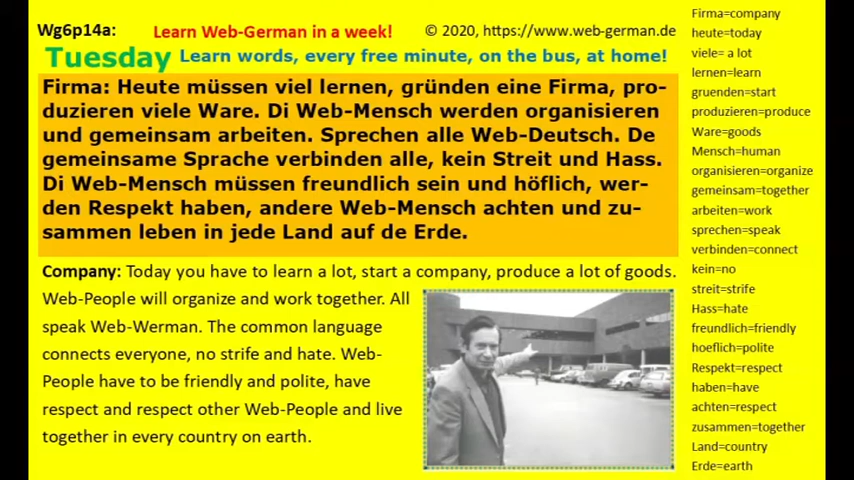 Wg6p14a: Learn Web-German in a week! © 2020, https://www.web-german.de
Tuesday Learn words, every free minute, on the bus, at home!
Firma: Heute müssen viel lernen, gründen eine Firma, pro-
duzieren viele Ware. Di Web-Mensch werden organisieren
und gemeinsam arbeiten. Sprechen alle Web-Deutsch. De
gemeinsame Sprache verbinden alle, kein Streit und Hass.
Di Web-Mensch müssen freundlich sein und höflich, wer-
den Respekt haben, andere Web-Mensch achten und zu-
sammen leben in jede Land auf de Erde.
Company: Today you have to learn a lot, start a company, produce a lot of goods.
Web-People will organize and work together. All
speak Web-Werman. The common language
connects everyone, no strife and hate. Web-
People have to be friendly and polite, have
respect and respect other Web-People and live
together in every country on earth.
Firma=company
heute=today
viele= a lot
lernen=learn
gruenden=start
produzieren=produce
Ware=goods
Mensch=human
organisieren=organize
gemeinsam=together
arbeiten=work
sprechen=speak
verbinden=connect
kein=no
streit=strife
Hass=hate
freundlich=friendly
hoeflich=polite
Respekt=respect
haben=have
achten=respect
zusammen=together
Land=country
Erde=earth